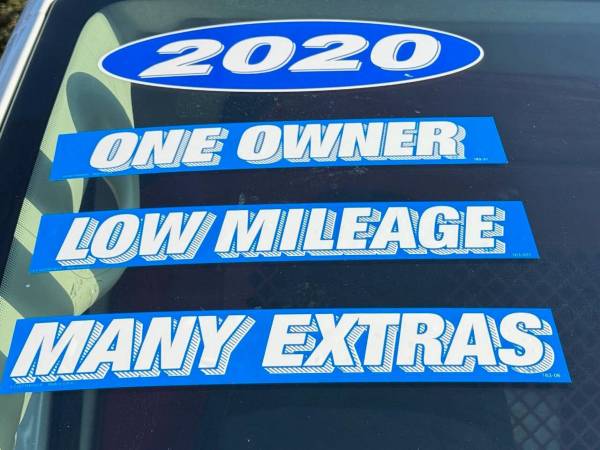 2020
ONE OWNER
LOW MILEAGE
MANY EXTRAS